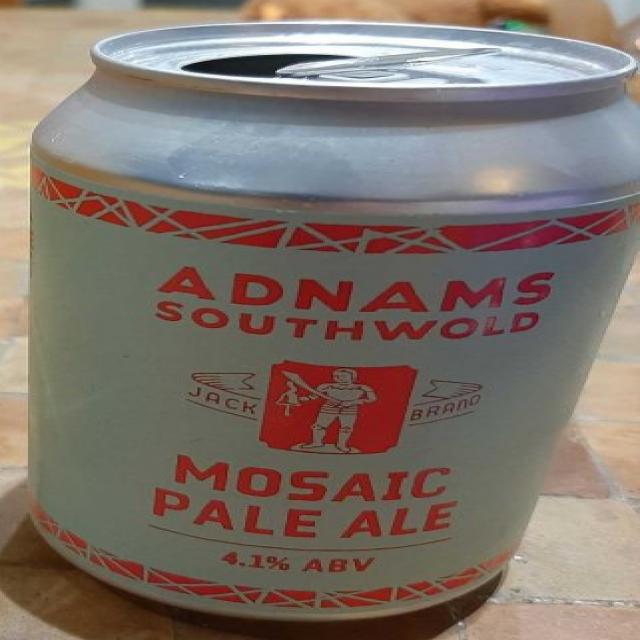 ADNAMS
SOUTHWOLD
JACK BRAND
MOSAIC
PALE ALE
4.1% ABV